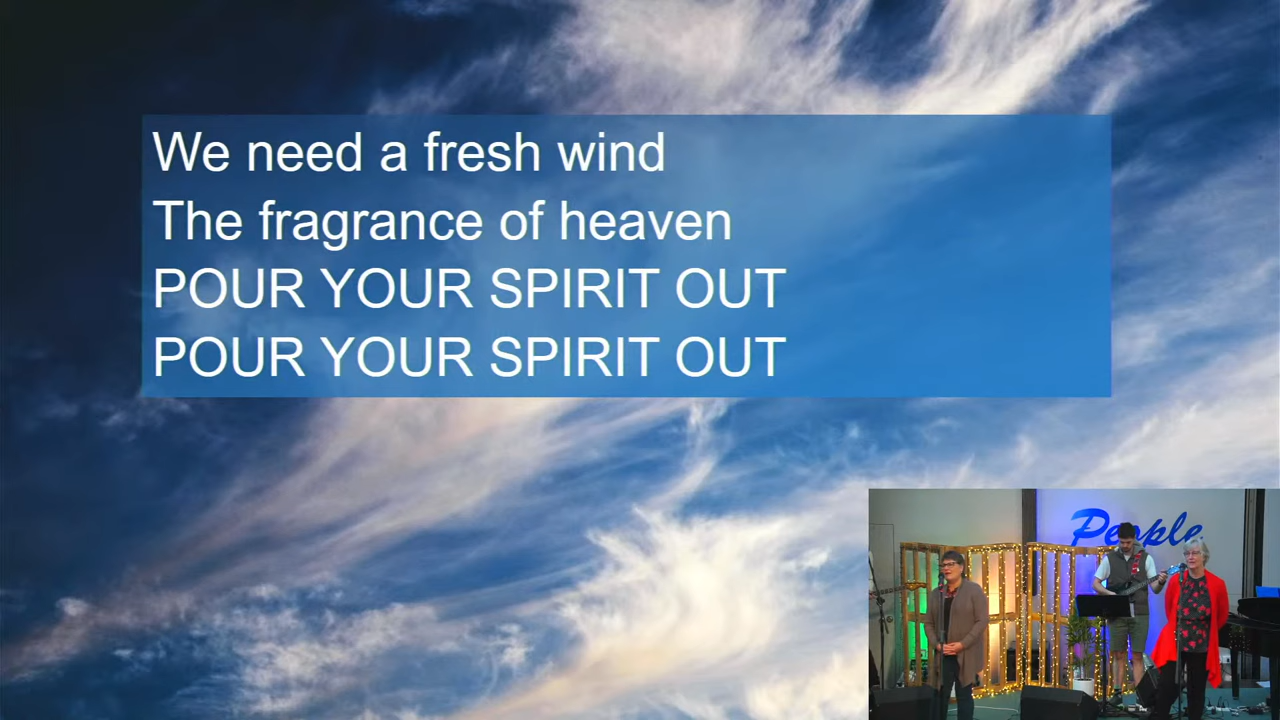 We need a fresh wind
The fragrance of heaven
POUR YOUR SPIRIT OUT
POUR YOUR SPIRIT OUT
People